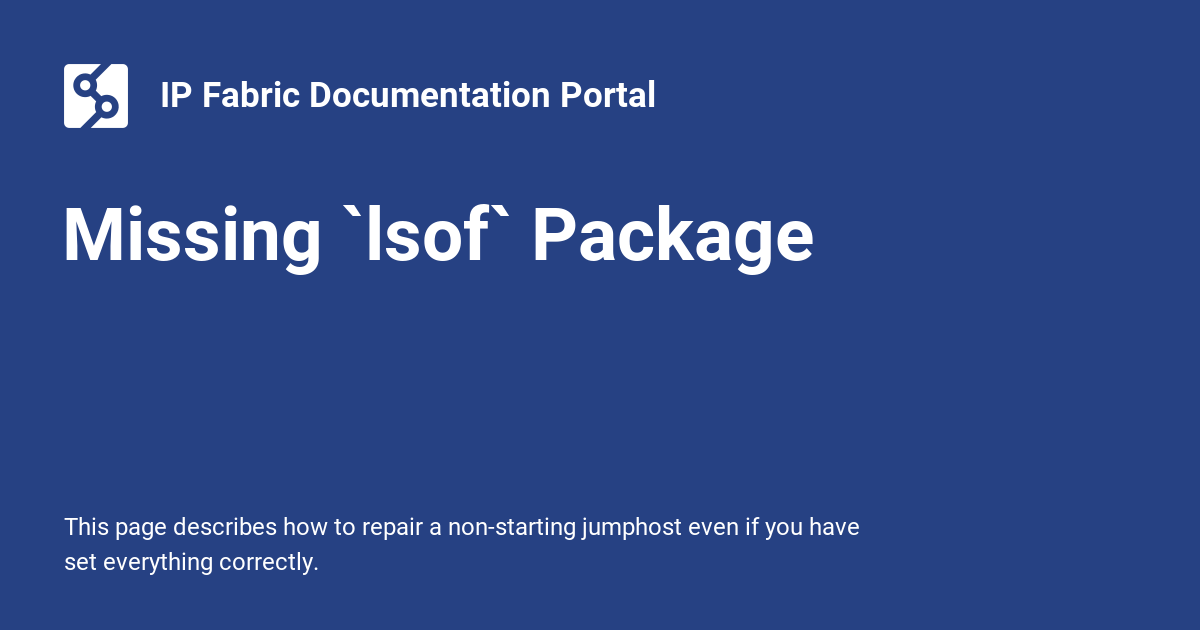 IP Fabric Documentation Portal
Missing `lsof` Package
This page describes how to repair a non-starting jumphost even if you have
set everything correctly.